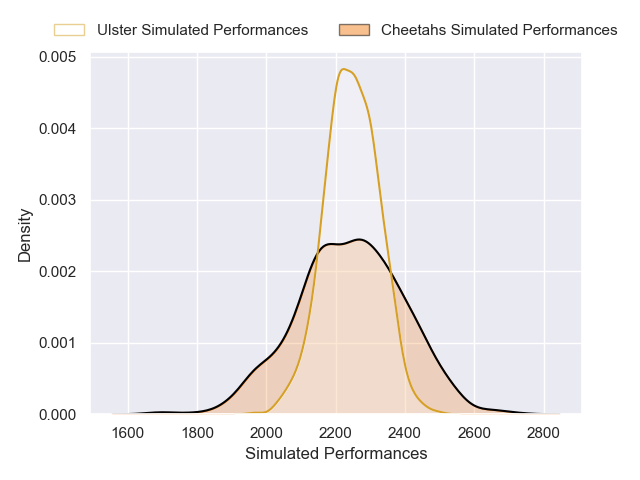 Ulster Simulated Performances Cheetahs Simulated Performances
0.005
0.004
0.003
0.002
0.001
0.000
Density
1600 1800 2000 2200 2400 2600 2800
Simulated Performances